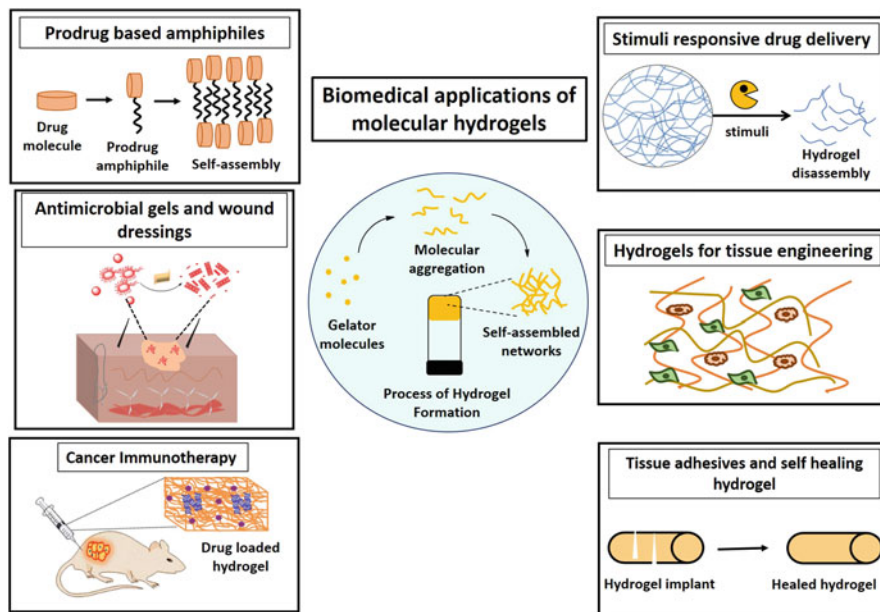 Prodrug based amphiphiles
Drug
molecule
Prodrug
amphiphile
Self-assembly
Antimicrobial gels and wound
dressings
Cancer Immunotherapy
Drug loaded
hydrogel
Biomedical applications of
molecular hydrogels
Molecular
aggregation
Gelator
molecules
Self-assembled
networks
Process of Hydrogel
Formation
Stimuli responsive drug delivery
stimuli
Hydrogel
disassembly
Hydrogels for tissue engineering
Tissue adhesives and self healing
hydrogel
Hydrogel implant
Healed hydrogel